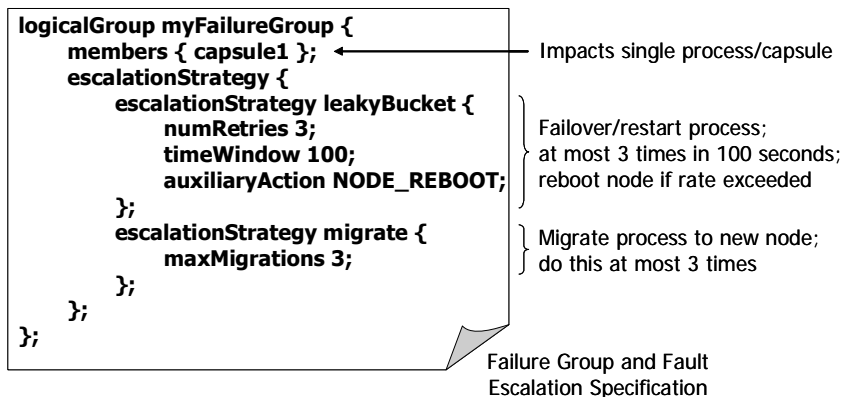 logicalGroup myFailureGroup {
members { capsule1 };
Impacts single process/capsule
escalationStrategy {
escalationStrategy leakyBucket {
numRetries 3;
timeWindow 100;
auxiliaryAction NODE_REBOOT;
};
Failover/restart process;
at most 3 times in 100 seconds;
reboot node if rate exceeded
escalationStrategy migrate {
maxMigrations 3;
};
Migrate process to new node;
do this at most 3 times
};
};
Failure Group and Fault
Escalation Specification